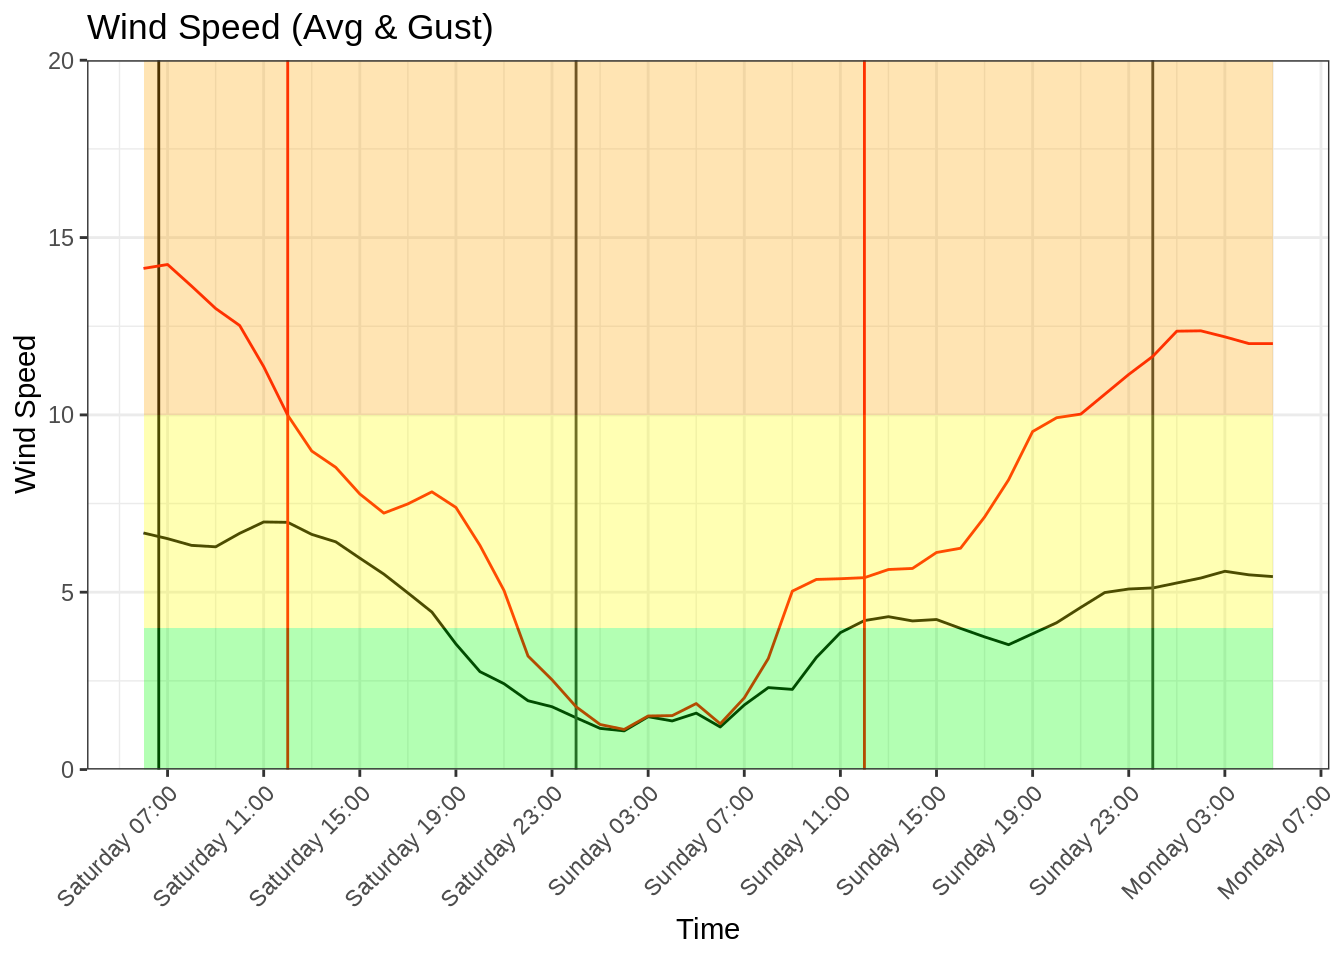 Wind Speed (Avg & Gust)
20
15
10
5
0
Wind Speed
Saturday 07:00
Saturday 11:00
Saturday 15:00
Saturday 19:00
Saturday 23:00
Sunday 03:00
Sunday 07:00
Sunday 11:00
Sunday 15:00
Sunday 19:00
Sunday 23:00
Monday 03:00
Monday 07:00
Time